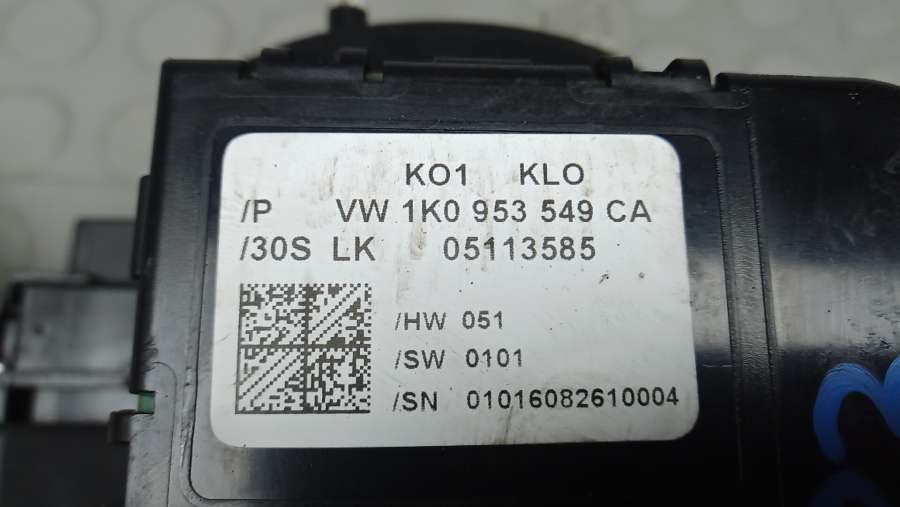 KO1 KLO
/P VW 1K0 953 549 CA
/30S LK 05113585
/HW 051
/SW 0101
/SN 01016082610004